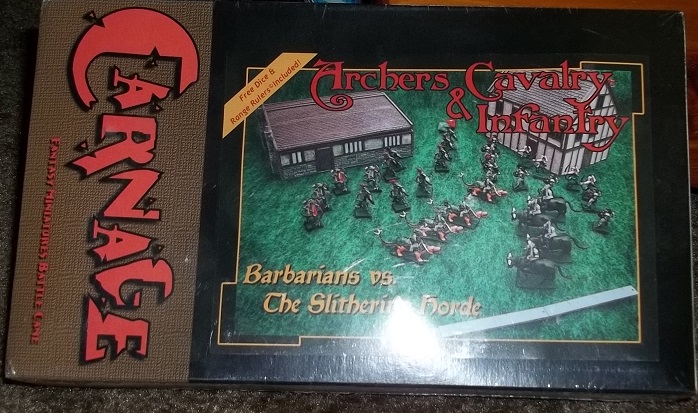 CARNAGE
FANTASY MINIATURES BATTLE GAME
Free Dice &
Range Rulers Included!
Archers Cavalry
& Infantry
Barbarians vs.
The Slithering Horde